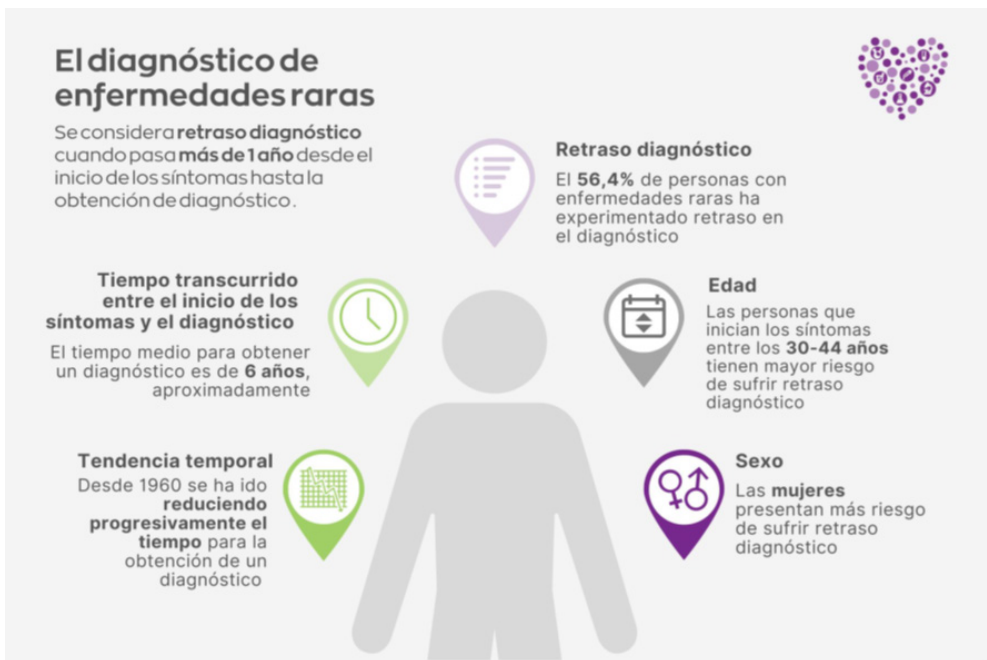 El diagnóstico de
enfermedades raras
Se considera retraso diagnóstico
cuando pasa más de 1 año desde el
inicio de los síntomas hasta la
obtención de diagnóstico.
Retraso diagnóstico
El 56,4% de personas con
enfermedades raras ha
experimentado retraso en
el diagnóstico
Tiempo transcurrido
entre el inicio de los
síntomas y el diagnóstico
El tiempo medio para obtener
un diagnóstico es de 6 años,
aproximadamente
Edad
Las personas que
inician los síntomas
entre los 30-44 años
tienen mayor riesgo
de sufrir retraso
diagnóstico
Tendencia temporal
Desde 1960 se ha ido
reduciendo
progresivamente el
tiempo para la
obtención de un
diagnóstico
Sexo
Las mujeres
presentan más riesgo
de sufrir retraso
diagnóstico